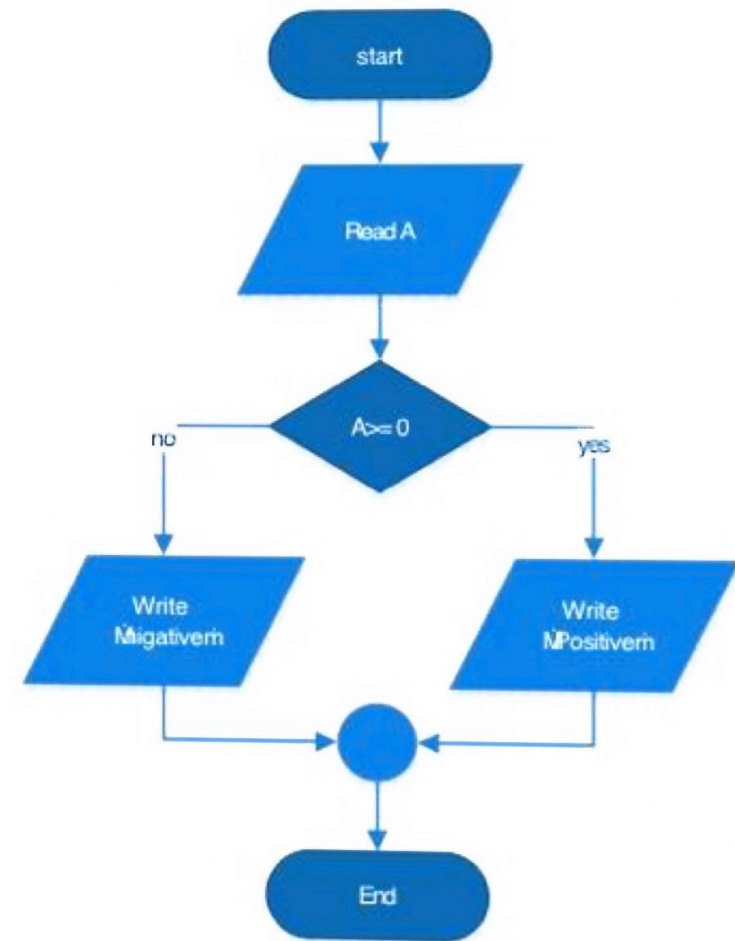 start
Read A
A>= 0
no
yes
Write
Write
End